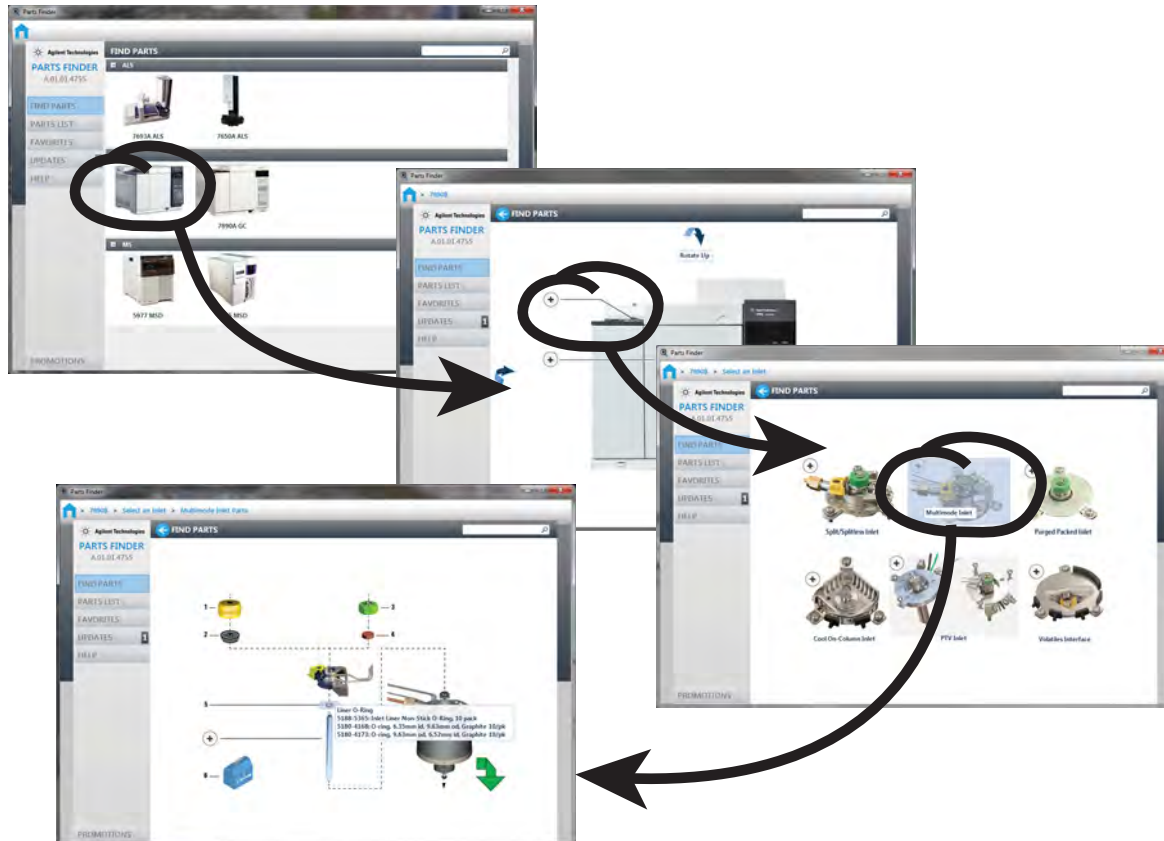 Parts Finder
Agilent Technologies
FIND PARTS
PARTS FINDER
A.01.01.4755
ALS
FIND PARTS
PARTS LIST
FAVORITES
UPDATES
HELP
7693A ALS
7650A ALS
7890A GC
MS
5977 MSD
MSD
PROMOTIONS
Parts Finder
7890B
Agilent Technologies
FIND PARTS
PARTS FINDER
A.01.01.4755
Rotate Up
FIND PARTS
PARTS LIST
FAVORITES
UPDATES 1
HELP
Parts Finder
7890B Select an Inlet
Agilent Technologies
FIND PARTS
PARTS FINDER
A.01.01.4755
FIND PARTS
PARTS LIST
FAVORITES
UPDATES 1
HELP
Multimode Inlet
Split/Splitless Inlet
Purged Packed Inlet
Cool On-Column Inlet
PTV Inlet
Volatiles Interface
PROMOTIONS
Parts Finder
7890B Select an Inlet Multimode Inlet Parts
Agilent Technologies
FIND PARTS
PARTS FINDER
A.01.01.4755
FIND PARTS
PARTS LIST
FAVORITES
UPDATES 1
HELP
1
3
2
4
5
Liner O-Ring
5188-5365: Inlet Liner Non-Stick O-Ring, 10 pack
5180-4168: O-ring, 6.35mm id, 9.63mm od, Graphite 10/pk
5180-4173: O-ring, 9.63mm od, 6.52mm id, Graphite 10/pk
6
PROMOTIONS